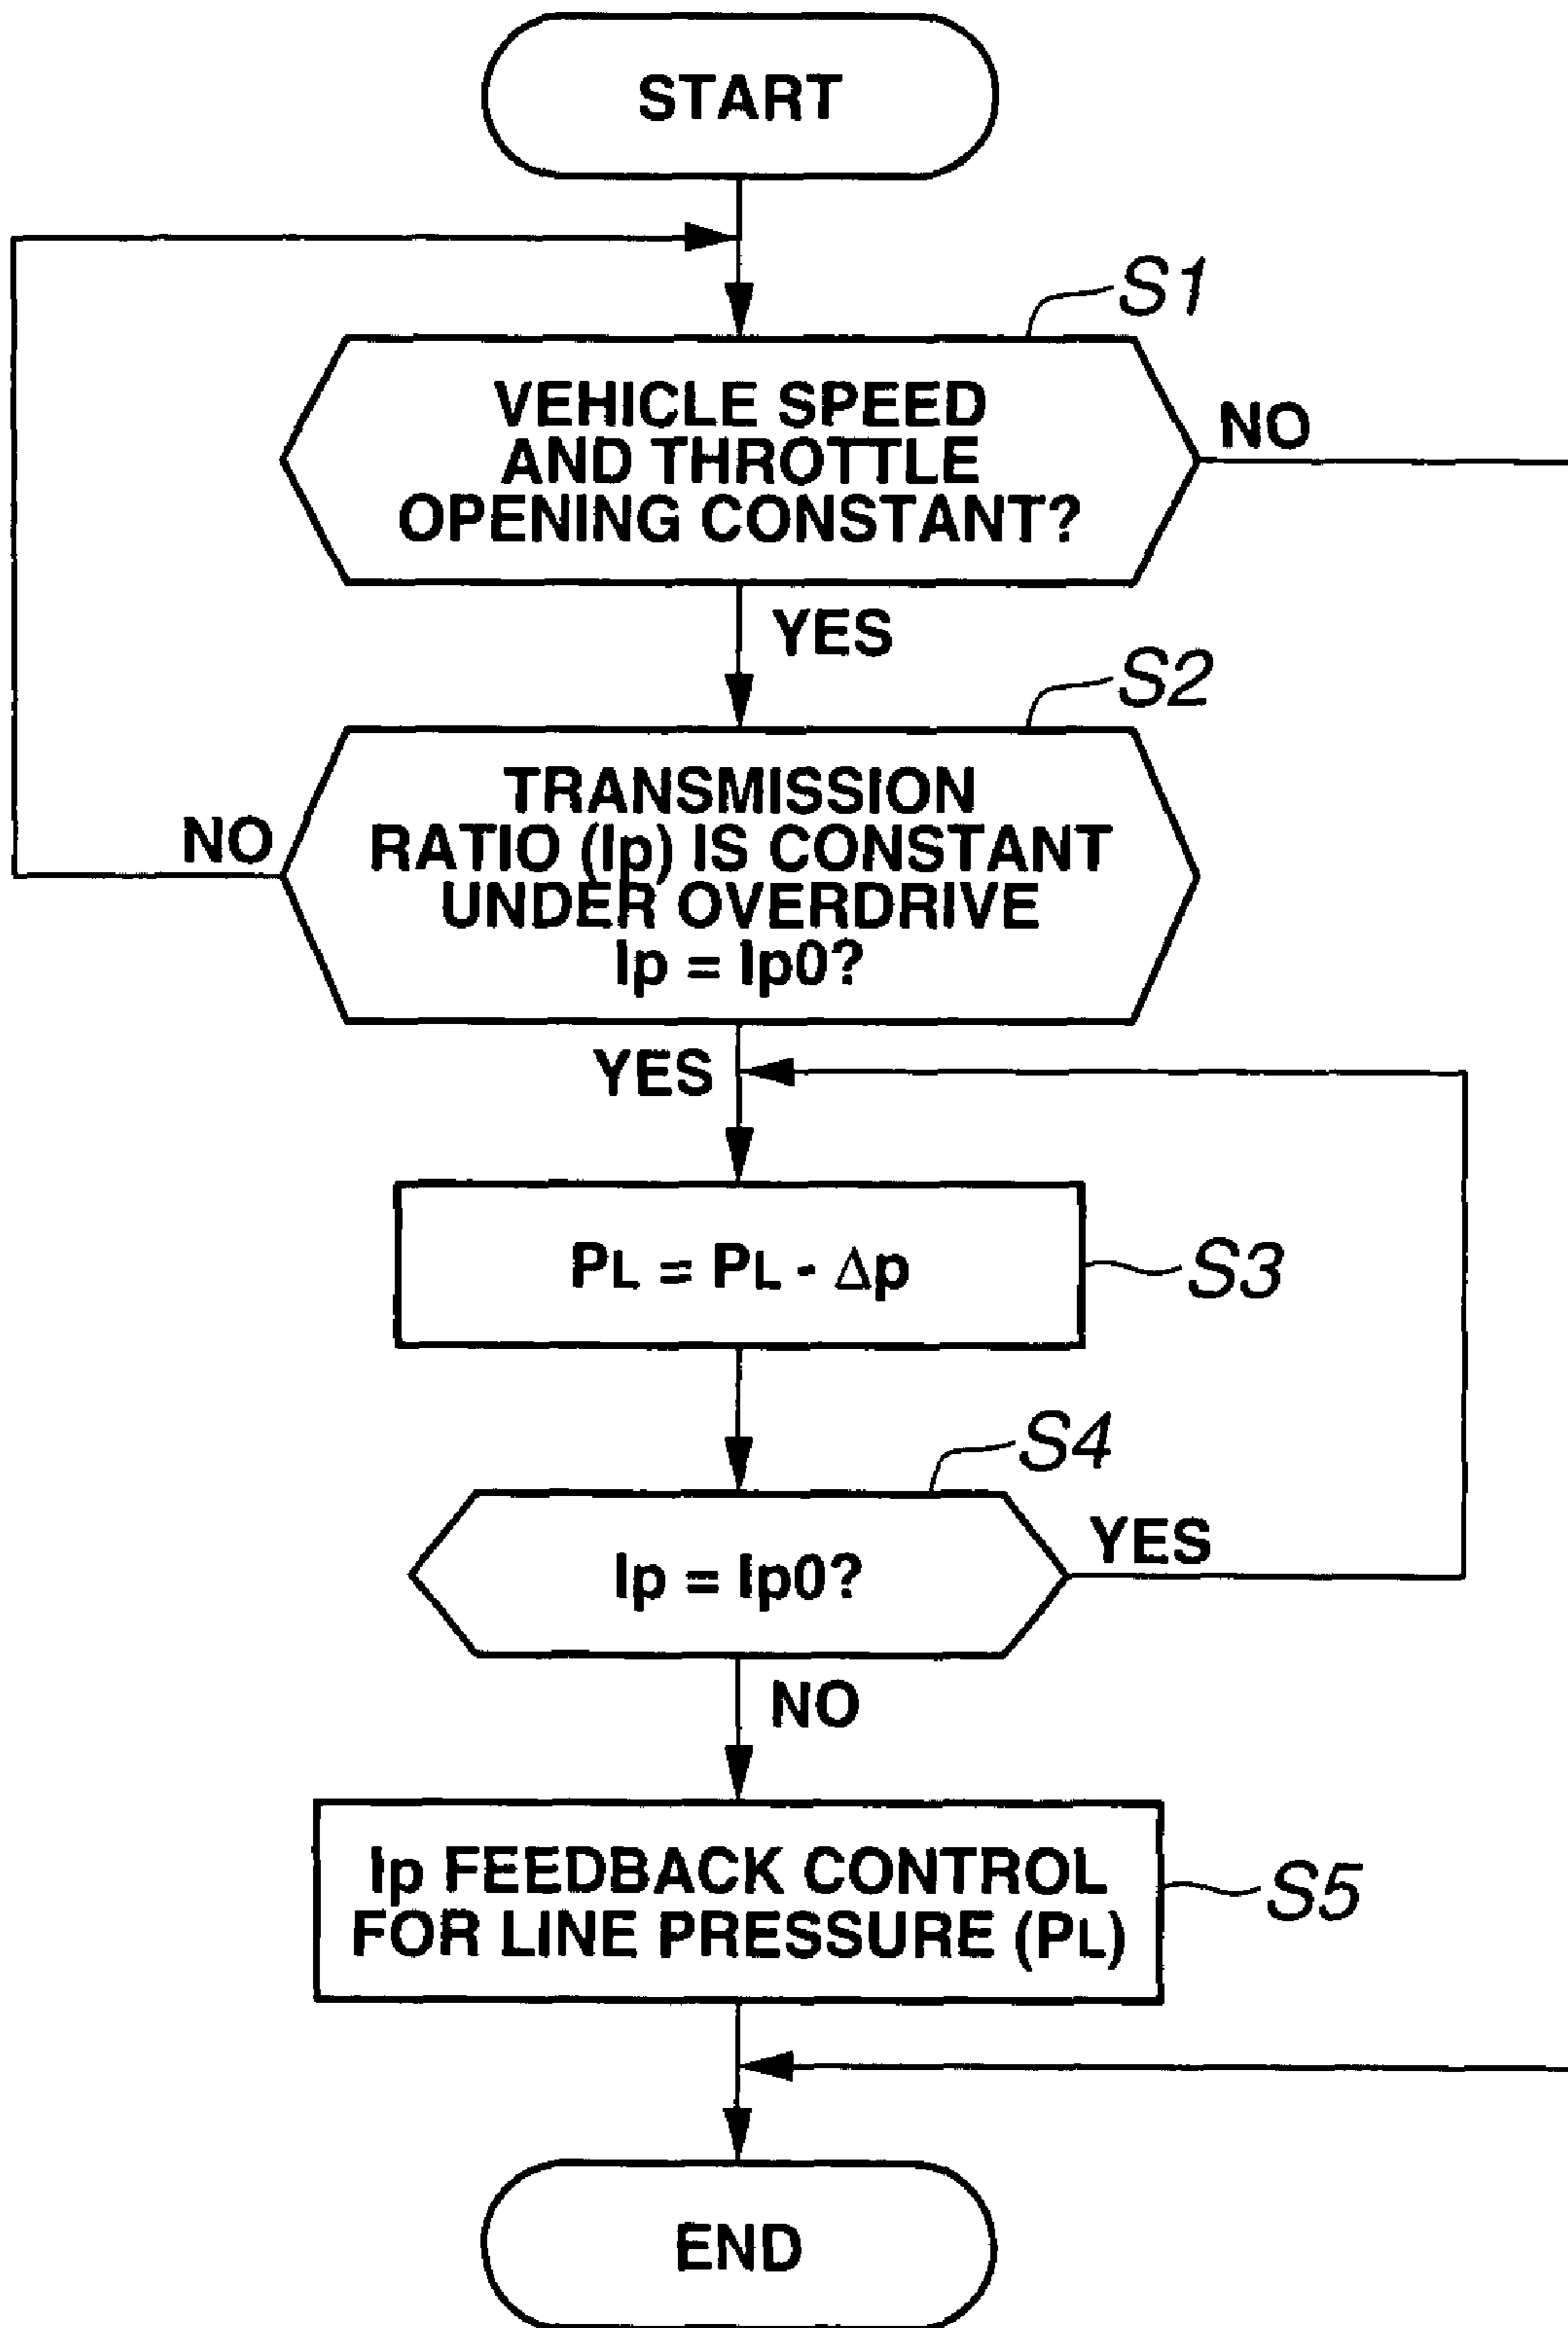 START
S1
VEHICLE SPEED
AND THROTTLE
OPENING CONSTANT?
NO
YES
S2
TRANSMISSION
RATIO (Ip) IS CONSTANT
UNDER OVERDRIVE
Ip = Ip0?
NO
YES
PL = PL - Δp
S3
S4
Ip = Ip0?
YES
NO
Ip FEEDBACK CONTROL
FOR LINE PRESSURE (PL)
S5
END